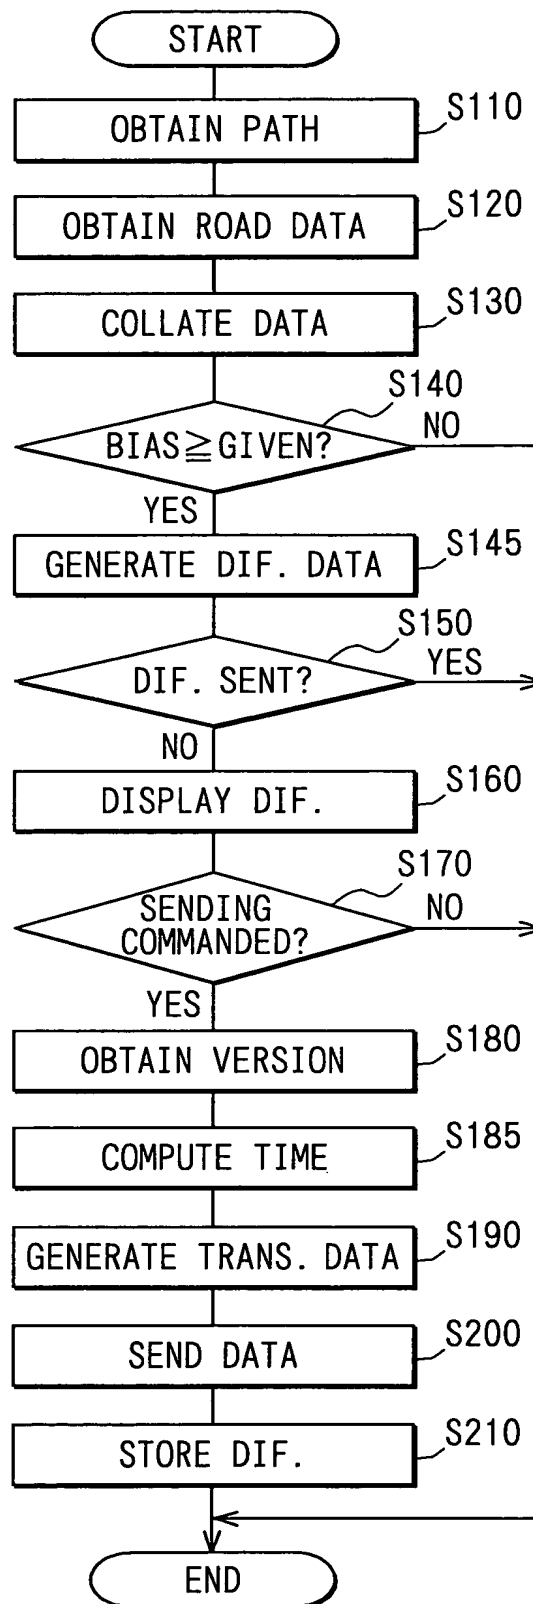 START
OBTAIN PATH
S110
OBTAIN ROAD DATA
S120
COLLATE DATA
S130
S140
BIAS≧GIVEN?
NO
YES
GENERATE DIF. DATA
S145
S150
DIF. SENT?
YES
NO
DISPLAY DIF.
S160
S170
SENDING
COMMANDED?
NO
YES
OBTAIN VERSION
S180
COMPUTE TIME
S185
GENERATE TRANS. DATA
S190
SEND DATA
S200
STORE DIF.
S210
END